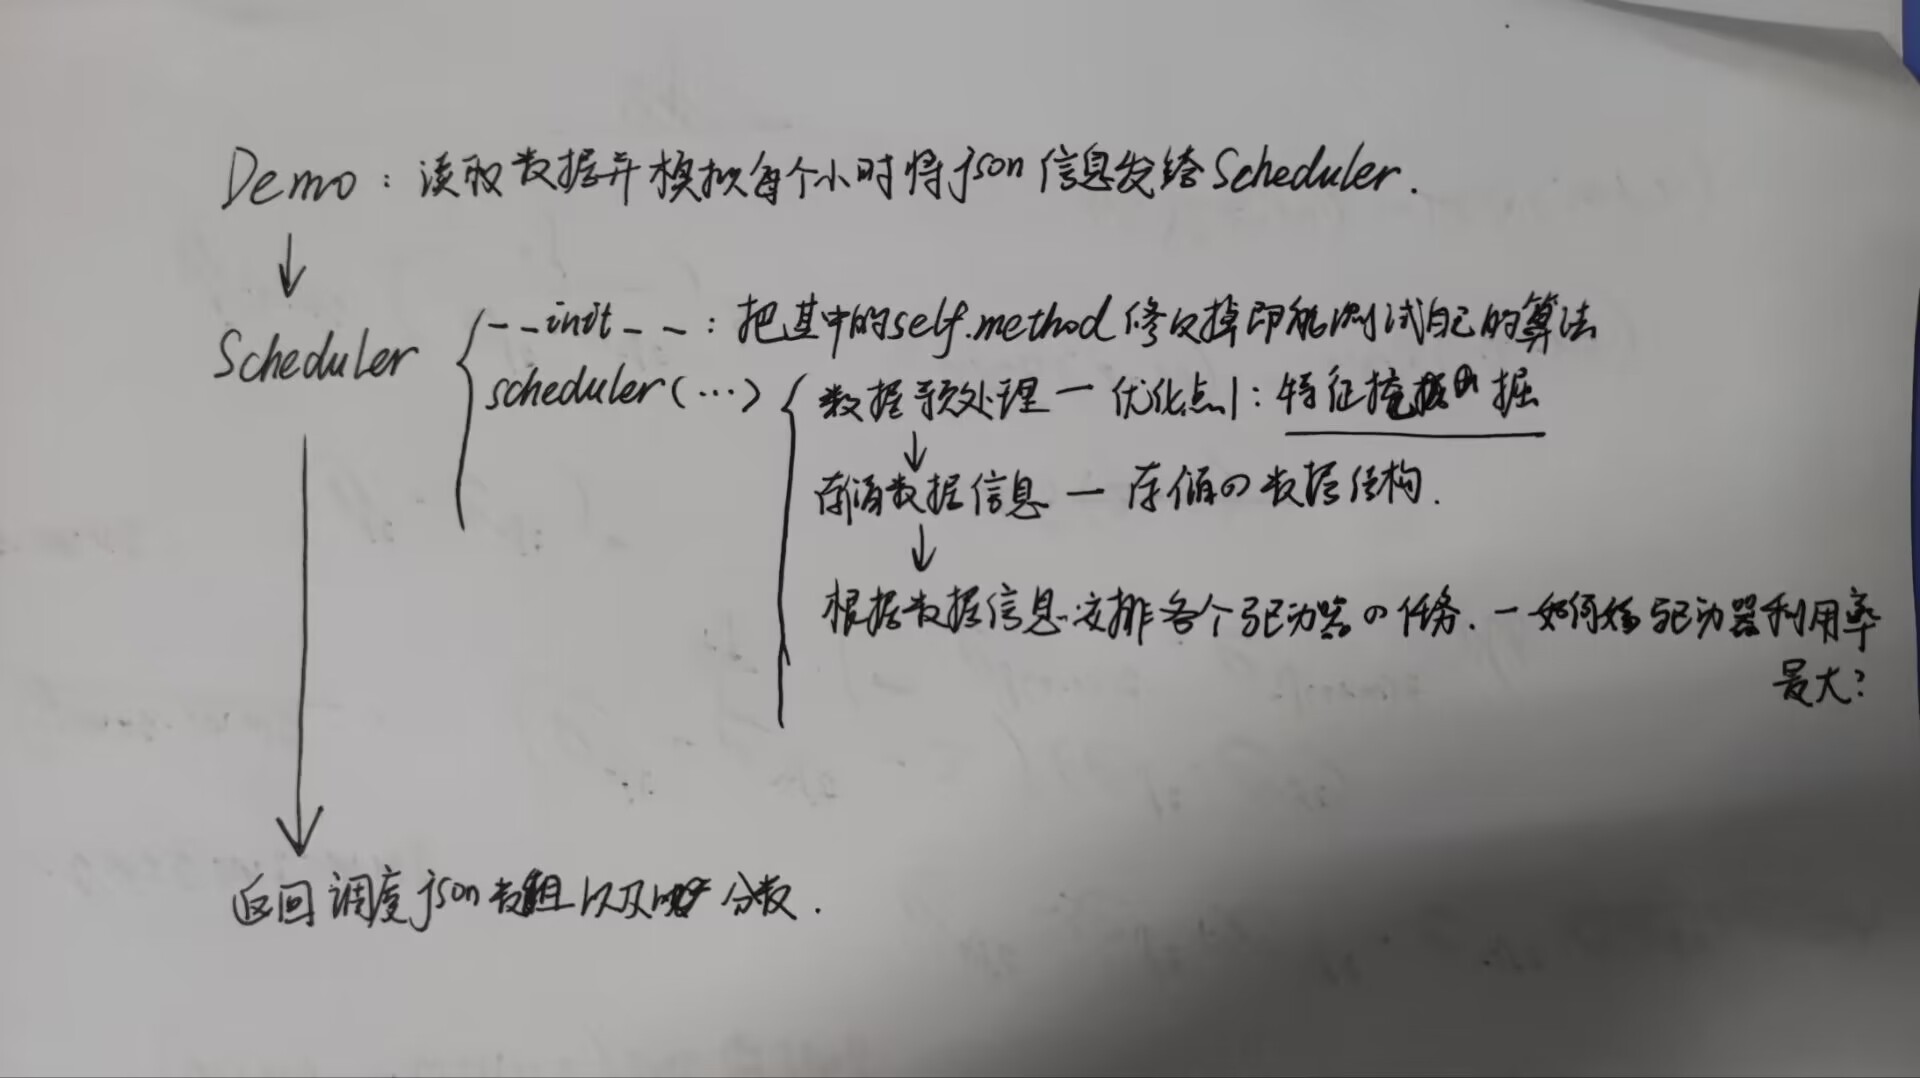 Demo：读取数据并模拟每个小时将json信息发给Scheduler.
Scheduler
__init__：把其中的self.method修改掉即能测试自己的算法
scheduler(…)
数据预处理 — 优化点1：特征挖掘
存储数据信息 — 存储の数据结构.
根据数据信息安排各个驱动器の任务. — 如何使驱动器利用率
最大?
返回调度json数组以及 分数.